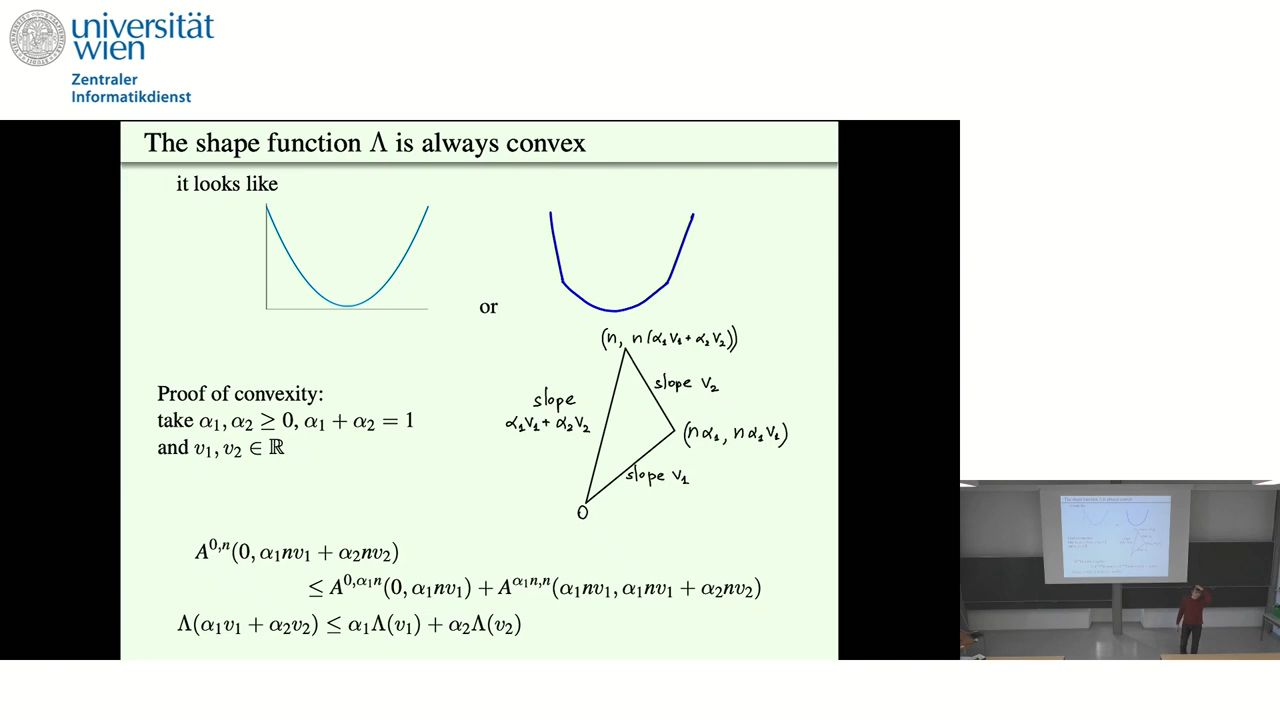 universität
wien
Zentraler
Informatikdienst
The shape function Λ is always convex
it looks like
or
(n, n(α₁v₁ + α₂v₂))
slope v₂
slope
α₁v₁ + α₂v₂
(nα₁, nα₁v₁)
slope v₁
0
Proof of convexity:
take α₁, α₂ ≥ 0, α₁ + α₂ = 1
and v₁, v₂ ∈ ℝ
A^{0,n}(0, α₁nv₁ + α₂nv₂)
≤ A^{0,α₁n}(0, α₁nv₁) + A^{α₁n,n}(α₁nv₁, α₁nv₁ + α₂nv₂)
Λ(α₁v₁ + α₂v₂) ≤ α₁Λ(v₁) + α₂Λ(v₂)